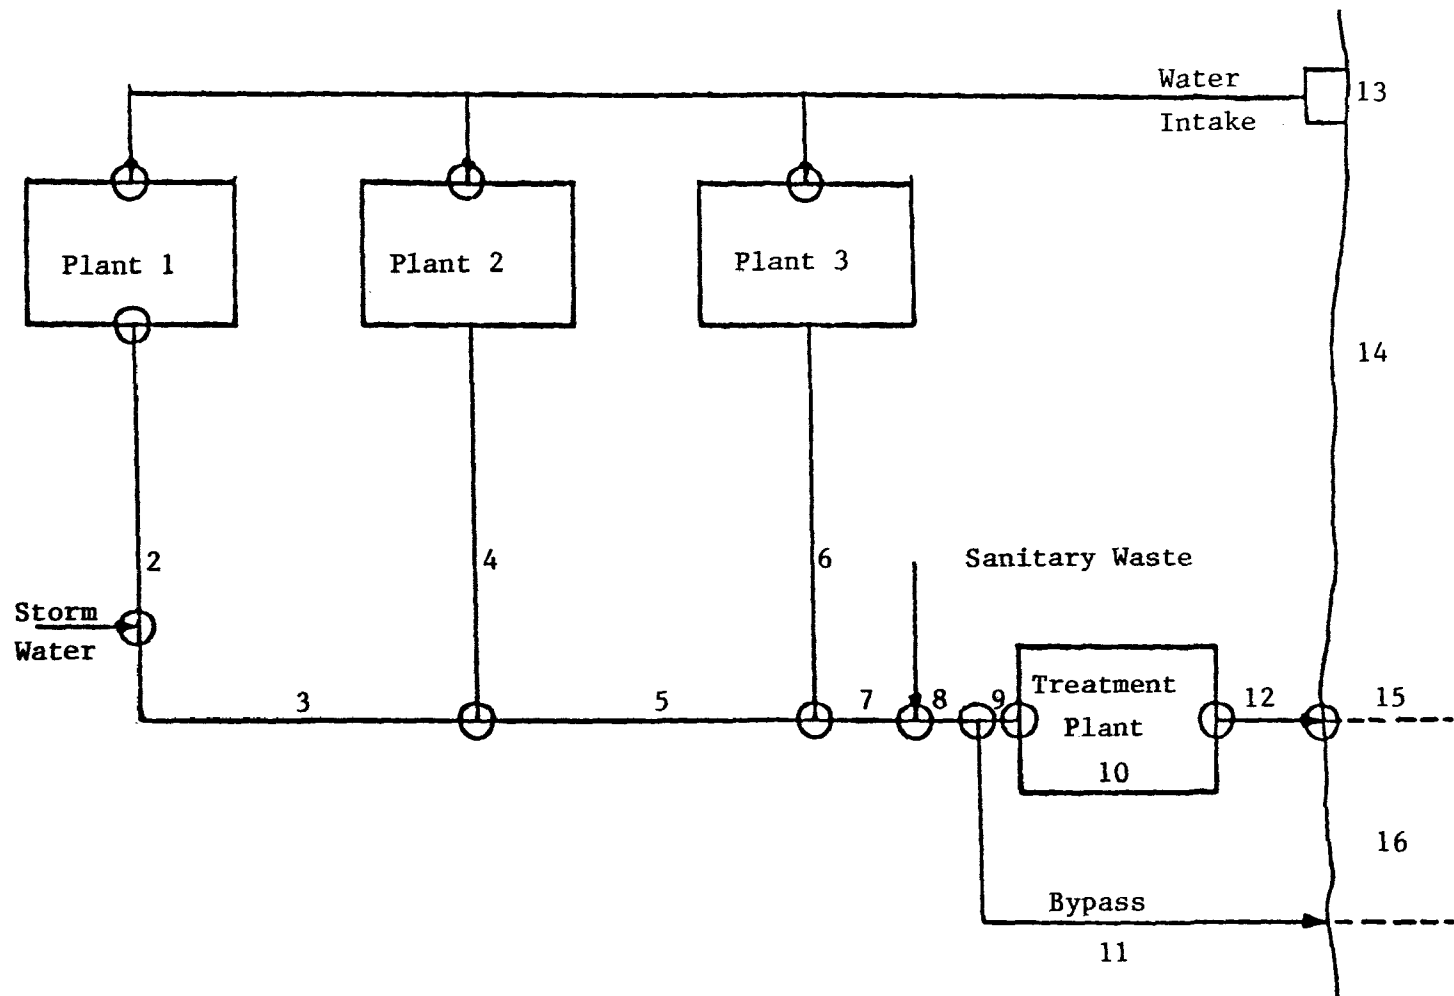 Water
Intake
13
Plant 1
Plant 2
Plant 3
14
2
4
6
Sanitary Waste
Storm
Water
3
5
7
8
9
Treatment
Plant
10
12
15
16
Bypass
11